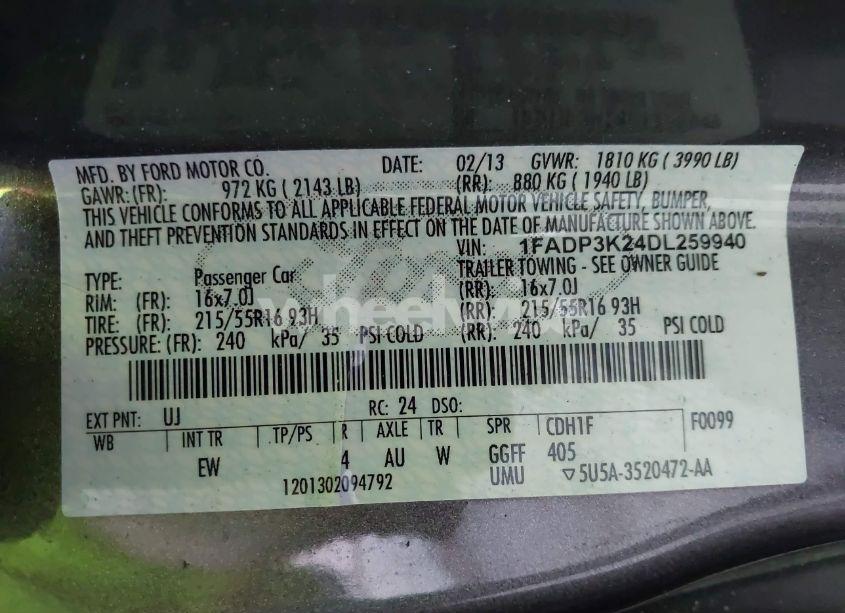 MFD. BY FORD MOTOR CO. DATE: 02/13 GVWR: 1810 KG ( 3990 LB)
GAWR: (FR): 972 KG ( 2143 LB) (RR): 880 KG ( 1940 LB)
THIS VEHICLE CONFORMS TO ALL APPLICABLE FEDERAL MOTOR VEHICLE SAFETY, BUMPER,
AND THEFT PREVENTION STANDARDS IN EFFECT ON THE DATE OF MANUFACTURE SHOWN ABOVE.
VIN: 1FADP3K24DL259940
TYPE: Passenger Car TRAILER TOWING - SEE OWNER GUIDE
RIM: (FR): 16x7.0J (RR): 16x7.0J
TIRE: (FR): 215/55R16 93H (RR): 215/55R16 93H
PRESSURE: (FR): 240 kPa/ 35 PSI COLD (RR): 240 kPa/ 35 PSI COLD
EXT PNT: UJ RC: 24 DSO:
WB INT TR TP/PS R AXLE TR SPR CDH1F F0099
EW 4 AU W GGFF 405
1201302094792 UMU ▽5U5A-3520472-AA